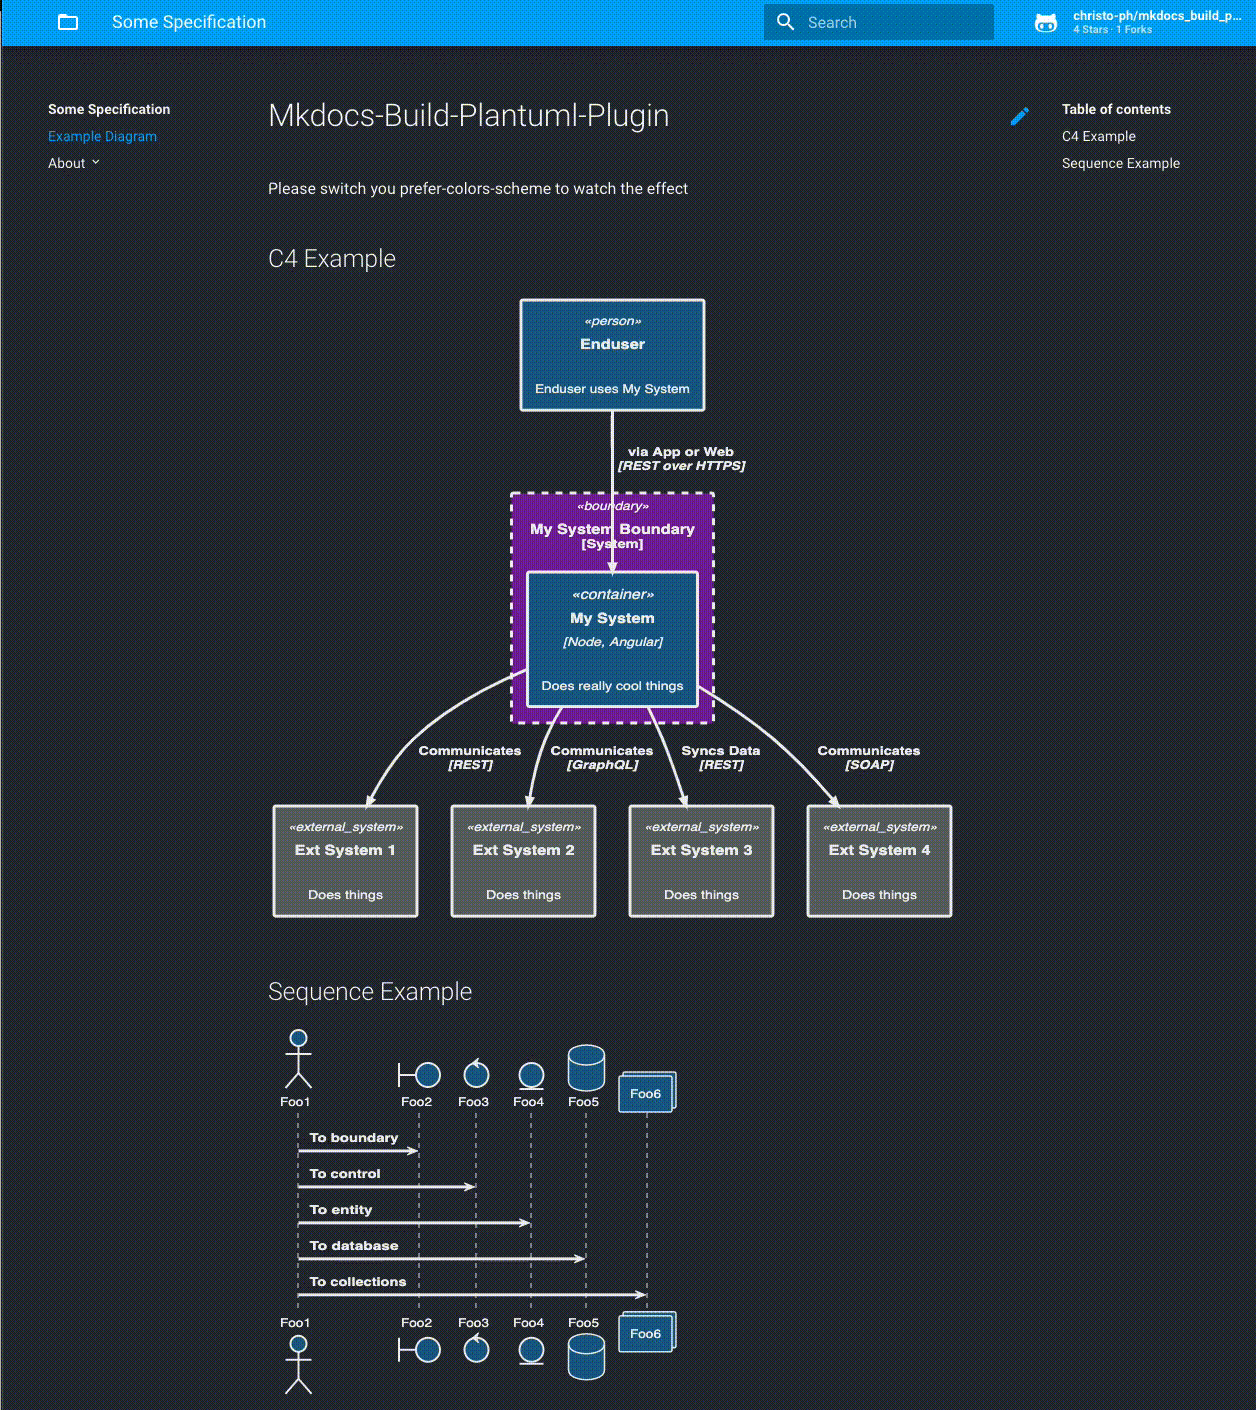 Some Specification
Search
christo-ph/mkdocs_build_p...
4 Stars · 1 Forks
Some Specification
Example Diagram
About
Mkdocs-Build-Plantuml-Plugin
Please switch you prefer-colors-scheme to watch the effect
Table of contents
C4 Example
Sequence Example
C4 Example
«person»
Enduser
Enduser uses My System
via App or Web
[REST over HTTPS]
«boundary»
My System Boundary
[System]
«container»
My System
[Node, Angular]
Does really cool things
Communicates
[REST]
Communicates
[GraphQL]
Syncs Data
[REST]
Communicates
[SOAP]
«external_system»
Ext System 1
Does things
«external_system»
Ext System 2
Does things
«external_system»
Ext System 3
Does things
«external_system»
Ext System 4
Does things
Sequence Example
Foo1 Foo2 Foo3 Foo4 Foo5 Foo6
To boundary
To control
To entity
To database
To collections
Foo1 Foo2 Foo3 Foo4 Foo5 Foo6